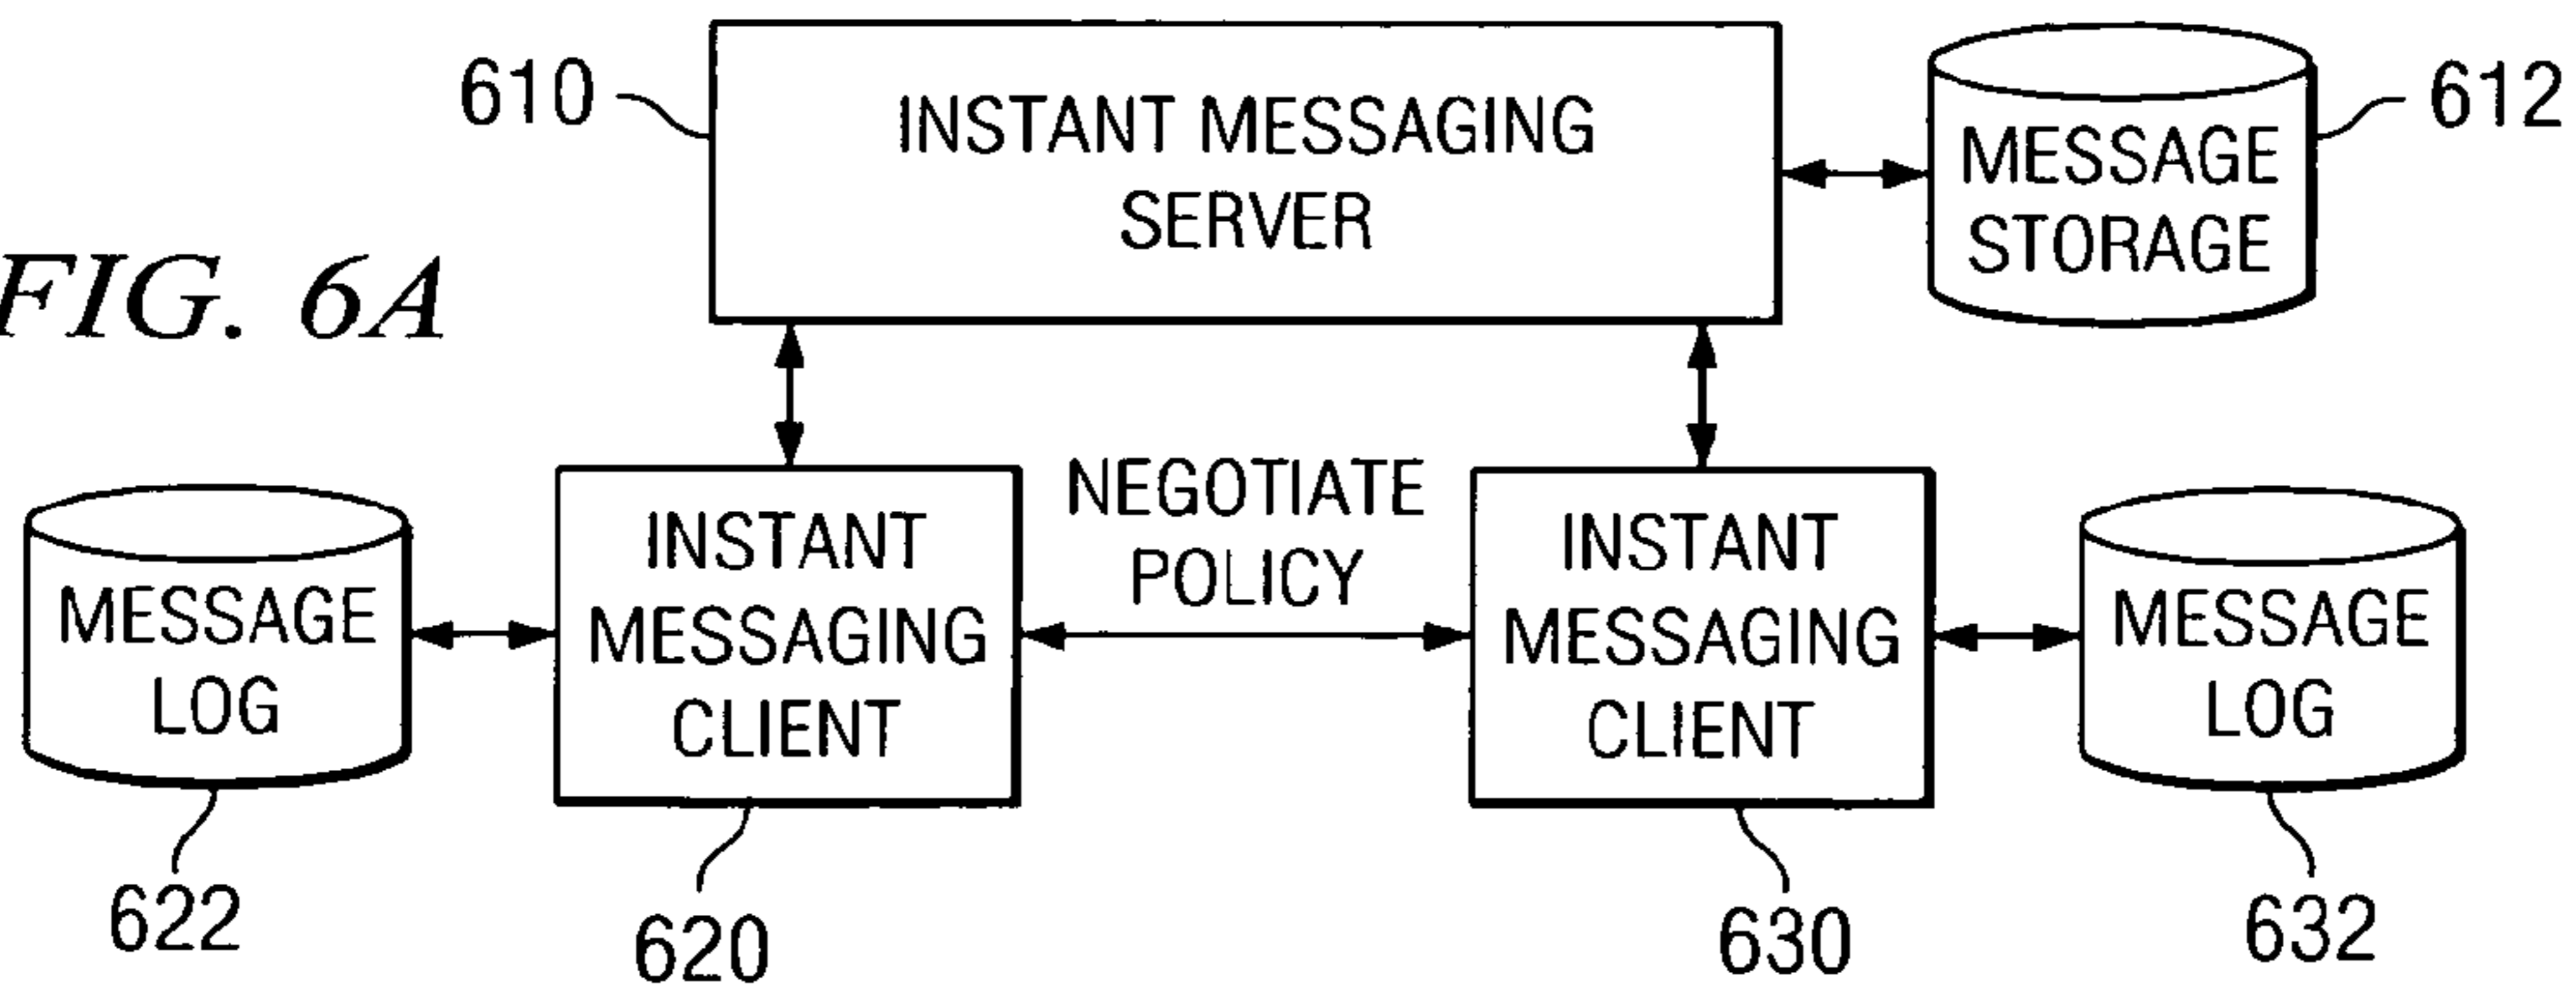 610
INSTANT MESSAGING
SERVER
612
MESSAGE
STORAGE
FIG. 6A
MESSAGE
LOG
INSTANT
MESSAGING
CLIENT
NEGOTIATE
POLICY
INSTANT
MESSAGING
CLIENT
MESSAGE
LOG
622
620
630
632